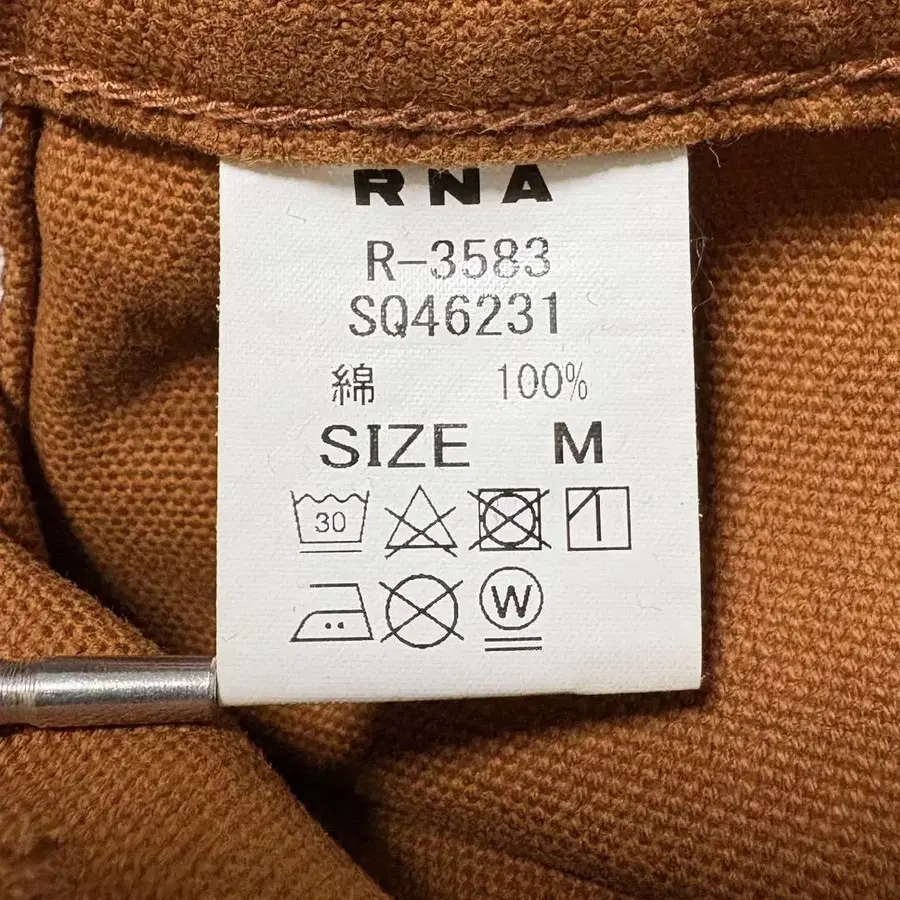 RNA
R-3583
SQ46231
綿 100%
SIZE M
30
W